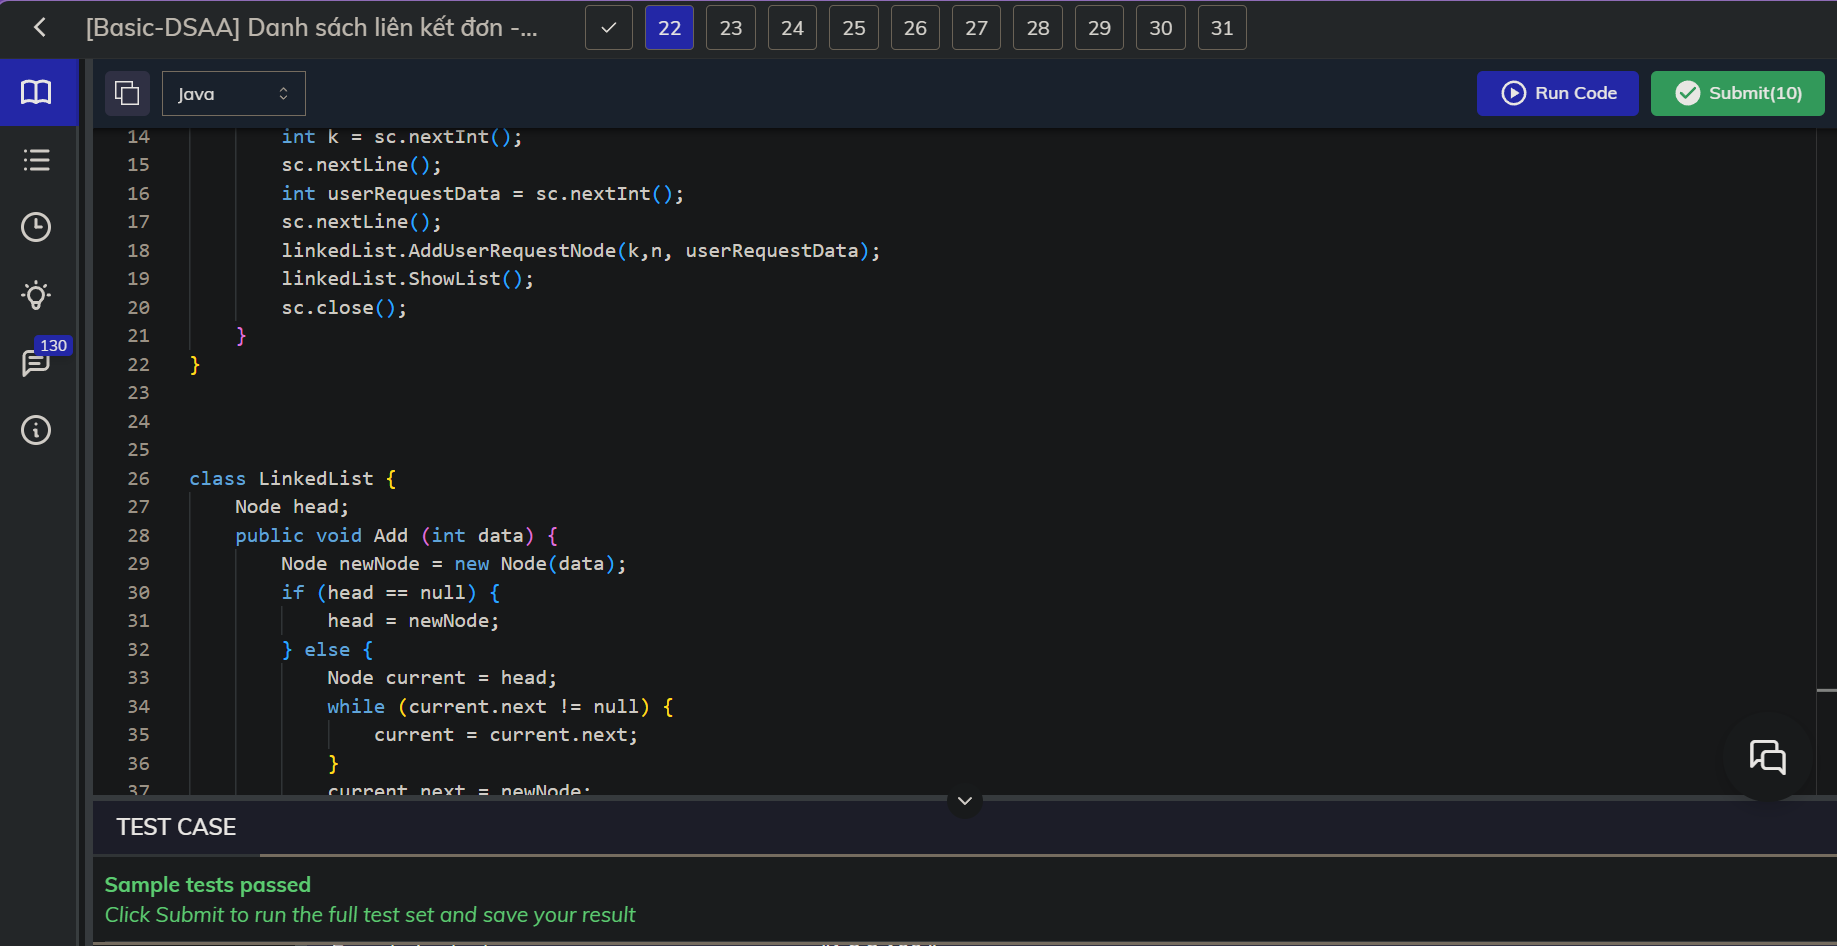 [Basic-DSAA] Danh sách liên kết đơn -...
22 23 24 25 26 27 28 29 30 31
Java
Run Code
Submit(10)
130
14 int k = sc.nextInt();
15 sc.nextLine();
16 int userRequestData = sc.nextInt();
17 sc.nextLine();
18 linkedList.AddUserRequestNode(k,n, userRequestData);
19 linkedList.ShowList();
20 sc.close();
21 }
22 }
23
24
25
26 class LinkedList {
27 Node head;
28 public void Add (int data) {
29 Node newNode = new Node(data);
30 if (head == null) {
31 head = newNode;
32 } else {
33 Node current = head;
34 while (current.next != null) {
35 current = current.next;
36 }
37 current.next = newNode;
TEST CASE
Sample tests passed
Click Submit to run the full test set and save your result